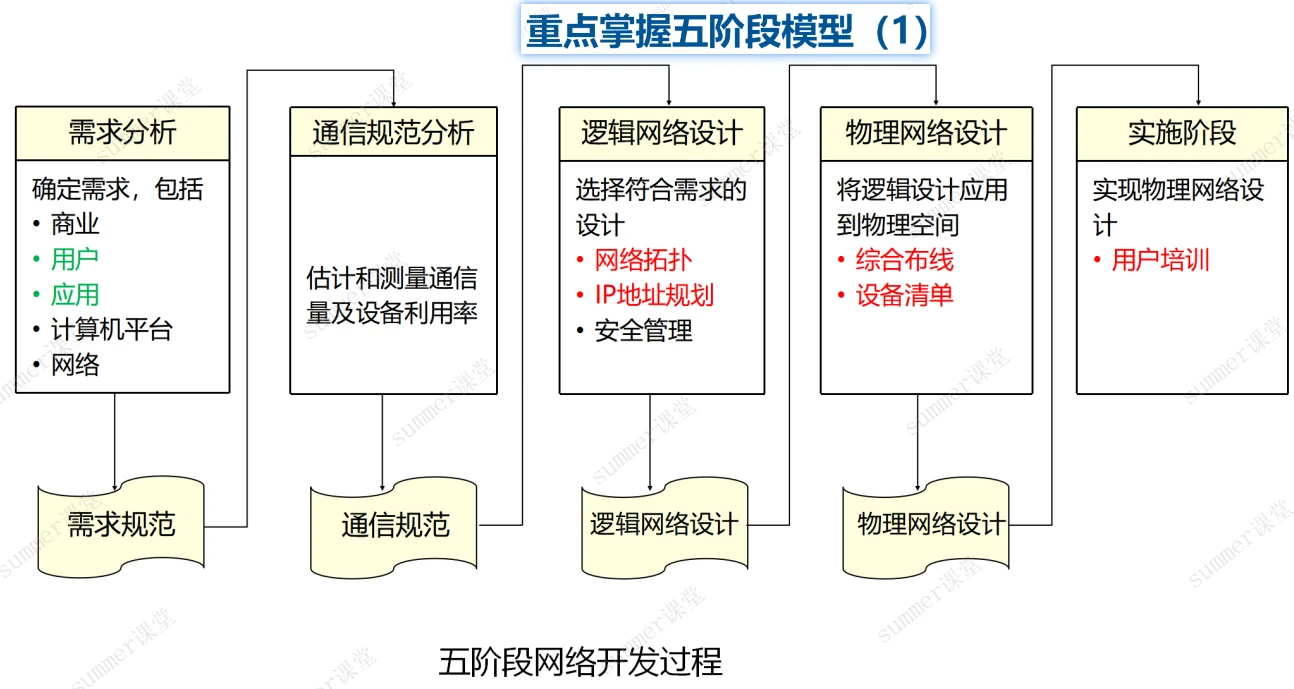 重点掌握五阶段模型（1）
需求分析
确定需求，包括
• 商业
• 用户
• 应用
• 计算机平台
• 网络
需求规范
通信规范分析
估计和测量通信
量及设备利用率
通信规范
逻辑网络设计
选择符合需求的
设计
• 网络拓扑
• IP地址规划
• 安全管理
逻辑网络设计
物理网络设计
将逻辑设计应用
到物理空间
• 综合布线
• 设备清单
物理网络设计
实施阶段
实现物理网络设
计
• 用户培训
五阶段网络开发过程
summer课堂